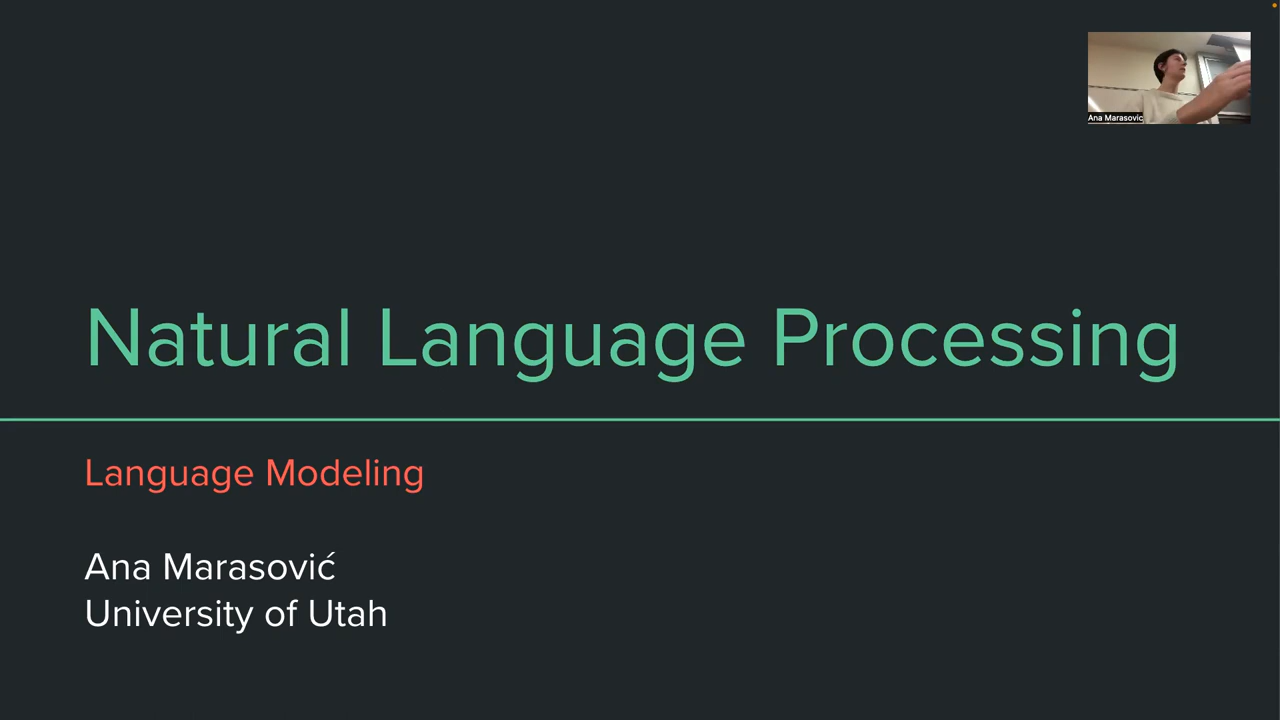 Ana Marasovic
Natural Language Processing
Language Modeling
Ana Marasović
University of Utah